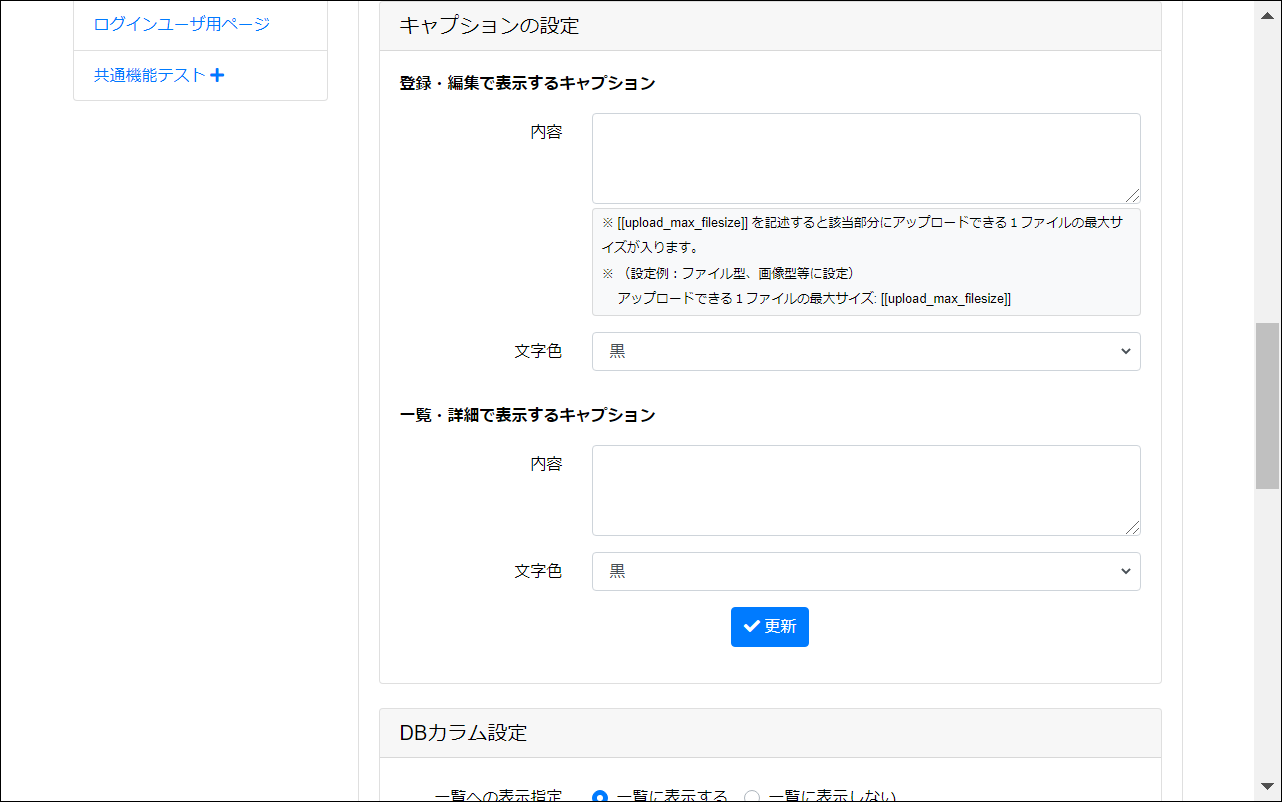 ログインユーザ用ページ
共通機能テスト
キャプションの設定
登録・編集で表示するキャプション
内容
※ [[upload_max_filesize]] を記述すると該当部分にアップロードできる１ファイルの最大サ
イズが入ります。
※ （設定例：ファイル型、画像型等に設定）
アップロードできる１ファイルの最大サイズ: [[upload_max_filesize]]
文字色
黒
一覧・詳細で表示するキャプション
内容
文字色
黒
更新
DBカラム設定
一覧への表示指定 一覧に表示する 一覧に表示しない